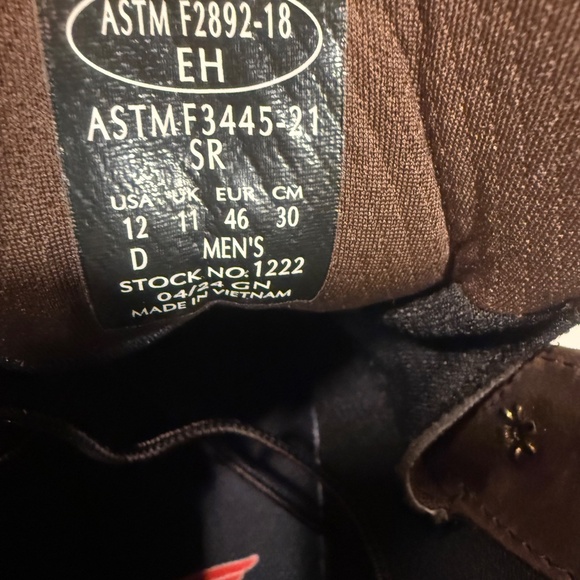 ASTM F2892-18
EH
ASTM F3445-21
SR
USA UK EUR CM
12 11 46 30
D MEN'S
STOCK NO: 1222
04/24 GN
MADE IN VIETNAM